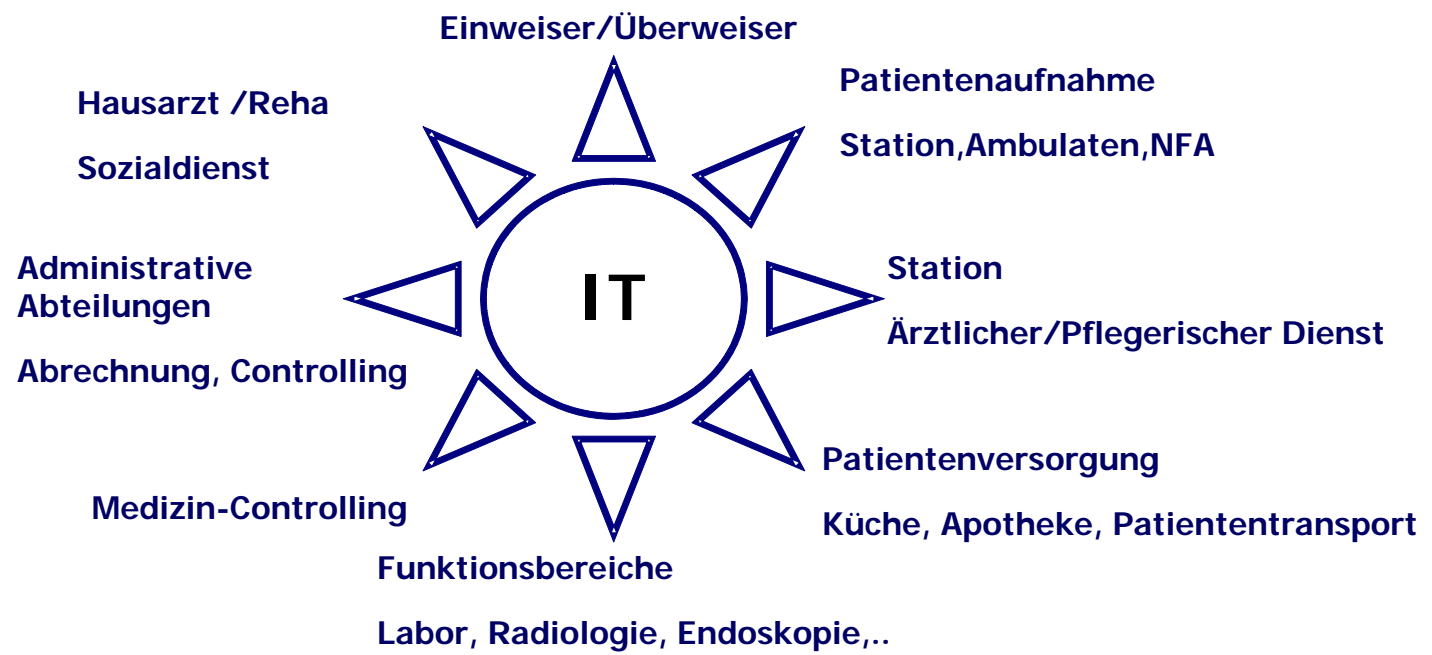 Einweiser/Überweiser
Patientenaufnahme
Station,Ambulaten,NFA
Hausarzt /Reha
Sozialdienst
Administrative
Abteilungen
Abrechnung, Controlling
IT
Station
Ärztlicher/Pflegerischer Dienst
Medizin-Controlling
Patientenversorgung
Küche, Apotheke, Patiententransport
Funktionsbereiche
Labor, Radiologie, Endoskopie,..